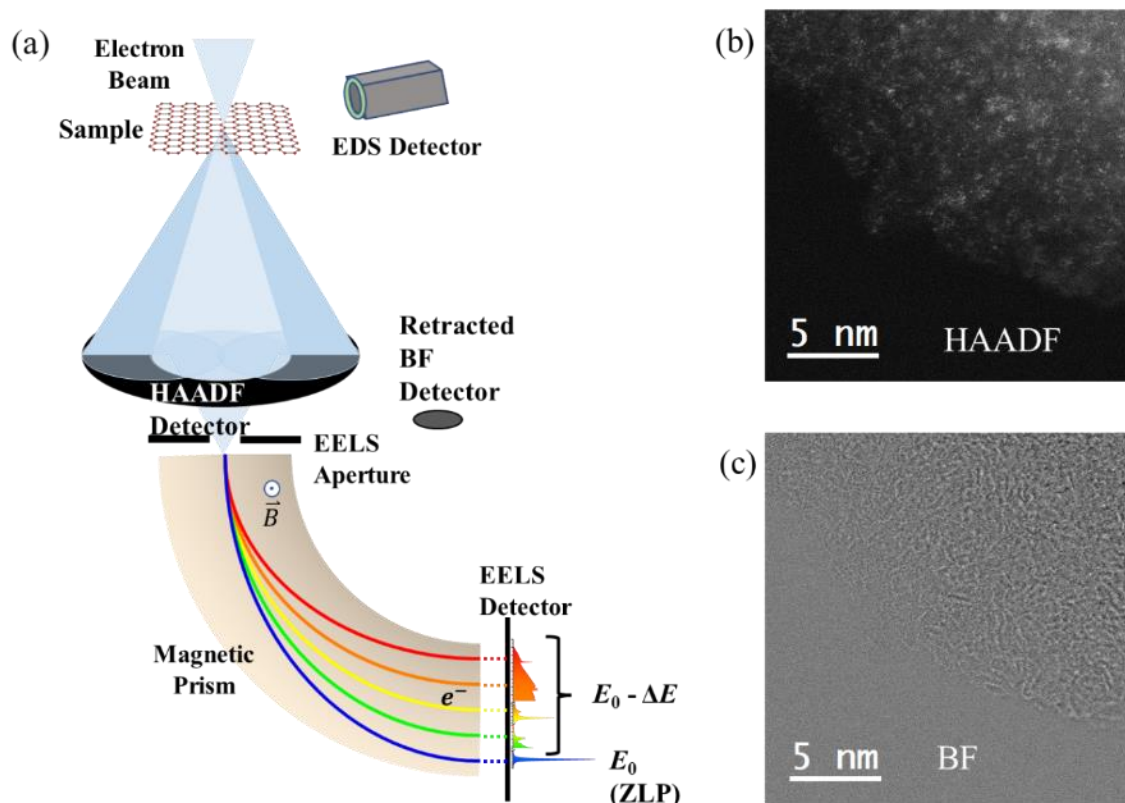 (a)
Electron
Beam
Sample
EDS Detector
HAADF
Detector
Retracted
BF
Detector
EELS
Aperture
B
Magnetic
Prism
e⁻
EELS
Detector
E₀ - ΔE
E₀
(ZLP)
(b)
5 nm
HAADF
(c)
5 nm
BF